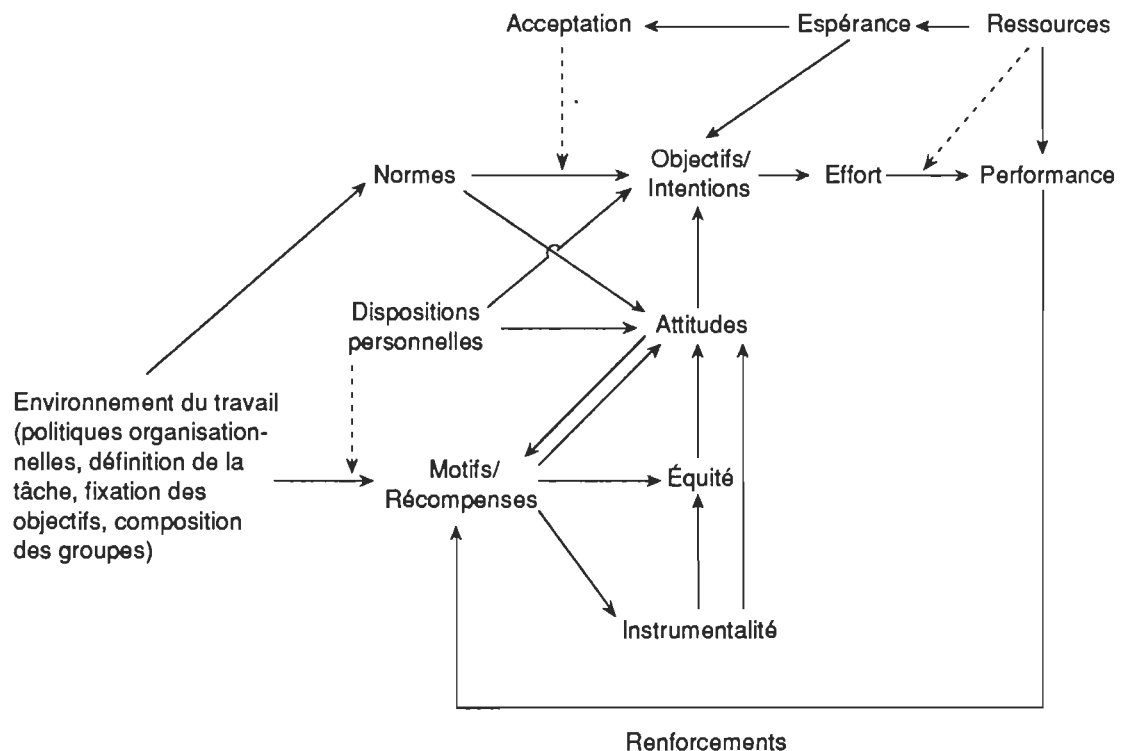 Acceptation
Espérance
Ressources
Normes
Objectifs/
Intentions
Effort
Performance
Dispositions
personnelles
Attitudes
Environnement du travail
(politiques organisation-
nelles, définition de la
tâche, fixation des
objectifs, composition
des groupes)
Motifs/
Récompenses
Équité
Instrumentalité
Renforcements